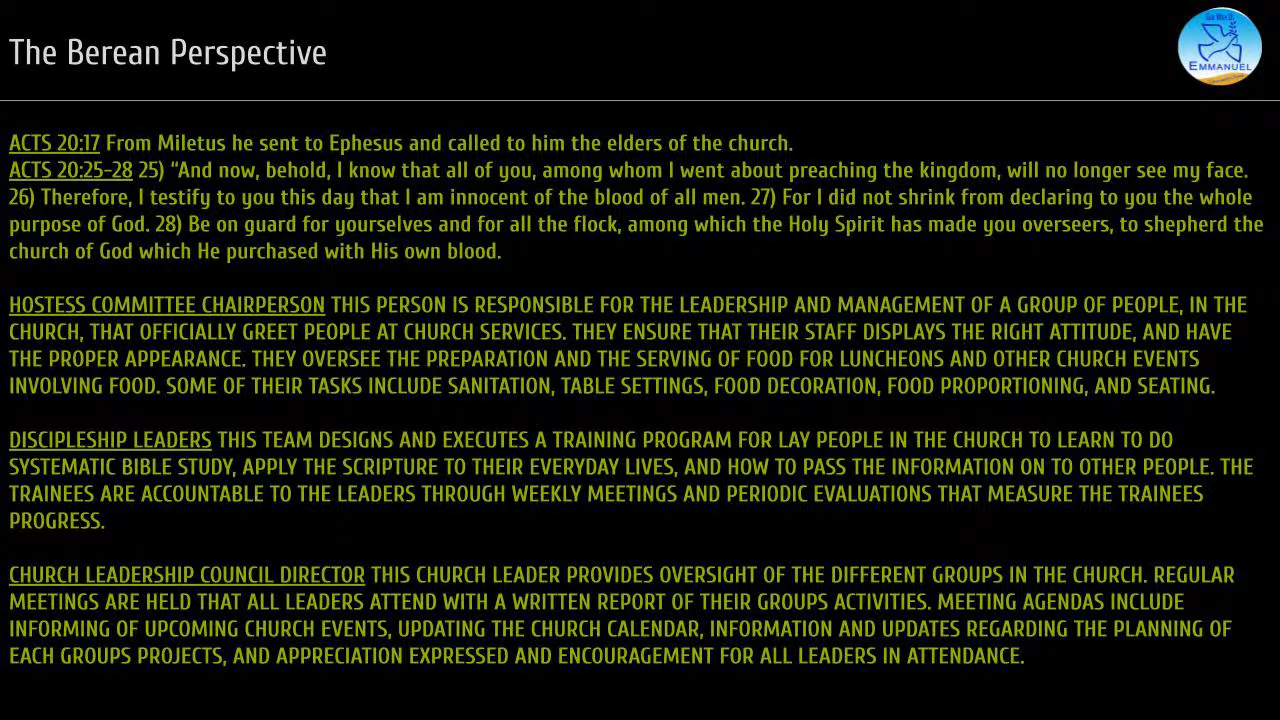 The Berean Perspective
God With Us
EMMANUEL
ACTS 20:17 From Miletus he sent to Ephesus and called to him the elders of the church.
ACTS 20:25-28 25) “And now, behold, I know that all of you, among whom I went about preaching the kingdom, will no longer see my face.
26) Therefore, I testify to you this day that I am innocent of the blood of all men. 27) For I did not shrink from declaring to you the whole
purpose of God. 28) Be on guard for yourselves and for all the flock, among which the Holy Spirit has made you overseers, to shepherd the
church of God which He purchased with His own blood.
HOSTESS COMMITTEE CHAIRPERSON THIS PERSON IS RESPONSIBLE FOR THE LEADERSHIP AND MANAGEMENT OF A GROUP OF PEOPLE, IN THE
CHURCH, THAT OFFICIALLY GREET PEOPLE AT CHURCH SERVICES. THEY ENSURE THAT THEIR STAFF DISPLAYS THE RIGHT ATTITUDE, AND HAVE
THE PROPER APPEARANCE. THEY OVERSEE THE PREPARATION AND THE SERVING OF FOOD FOR LUNCHEONS AND OTHER CHURCH EVENTS
INVOLVING FOOD. SOME OF THEIR TASKS INCLUDE SANITATION, TABLE SETTINGS, FOOD DECORATION, FOOD PROPORTIONING, AND SEATING.
DISCIPLESHIP LEADERS THIS TEAM DESIGNS AND EXECUTES A TRAINING PROGRAM FOR LAY PEOPLE IN THE CHURCH TO LEARN TO DO
SYSTEMATIC BIBLE STUDY, APPLY THE SCRIPTURE TO THEIR EVERYDAY LIVES, AND HOW TO PASS THE INFORMATION ON TO OTHER PEOPLE. THE
TRAINEES ARE ACCOUNTABLE TO THE LEADERS THROUGH WEEKLY MEETINGS AND PERIODIC EVALUATIONS THAT MEASURE THE TRAINEES
PROGRESS.
CHURCH LEADERSHIP COUNCIL DIRECTOR THIS CHURCH LEADER PROVIDES OVERSIGHT OF THE DIFFERENT GROUPS IN THE CHURCH. REGULAR
MEETINGS ARE HELD THAT ALL LEADERS ATTEND WITH A WRITTEN REPORT OF THEIR GROUPS ACTIVITIES. MEETING AGENDAS INCLUDE
INFORMING OF UPCOMING CHURCH EVENTS, UPDATING THE CHURCH CALENDAR, INFORMATION AND UPDATES REGARDING THE PLANNING OF
EACH GROUPS PROJECTS, AND APPRECIATION EXPRESSED AND ENCOURAGEMENT FOR ALL LEADERS IN ATTENDANCE.